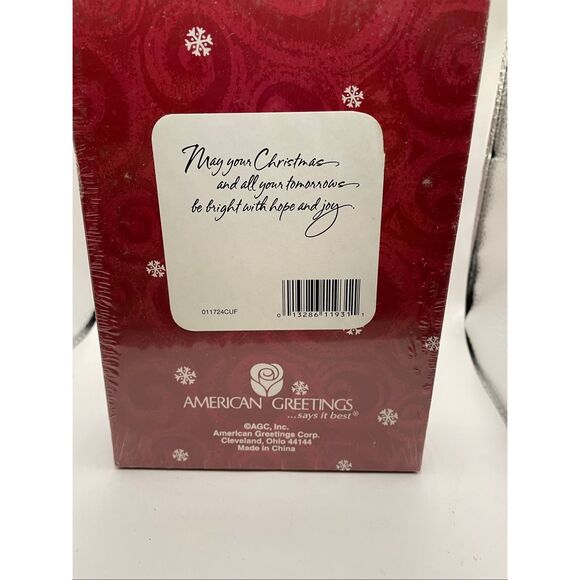 May your Christmas
and all your tomorrows
be bright with hope and joy.
011724CUF
0 13286 11931 1
AMERICAN GREETINGS
...says it best®
©AGC, Inc.
American Greetings Corp.
Cleveland, Ohio 44144
Made in China